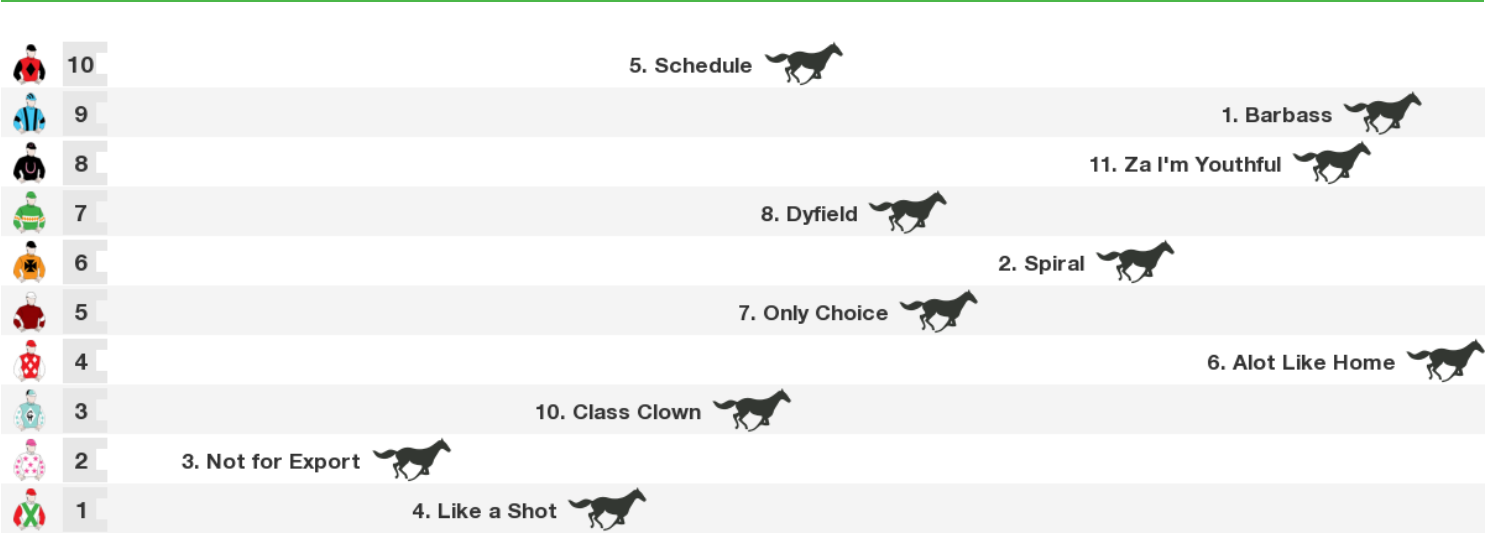 10 5. Schedule
9 1. Barbass
8 11. Za I'm Youthful
7 8. Dyfield
6 2. Spiral
5 7. Only Choice
4 6. Alot Like Home
3 10. Class Clown
2 3. Not for Export
1 4. Like a Shot